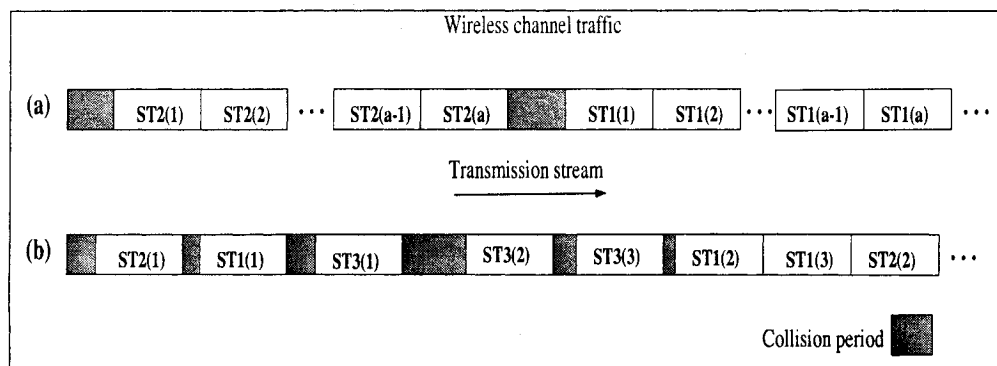 Wireless channel traffic
(a) ST2(1) ST2(2) ••• ST2(a-1) ST2(a) ST1(1) ST1(2) ••• ST1(a-1) ST1(a) •••
Transmission stream
(b) ST2(1) ST1(1) ST3(1) ST3(2) ST3(3) ST1(2) ST1(3) ST2(2) •••
Collision period